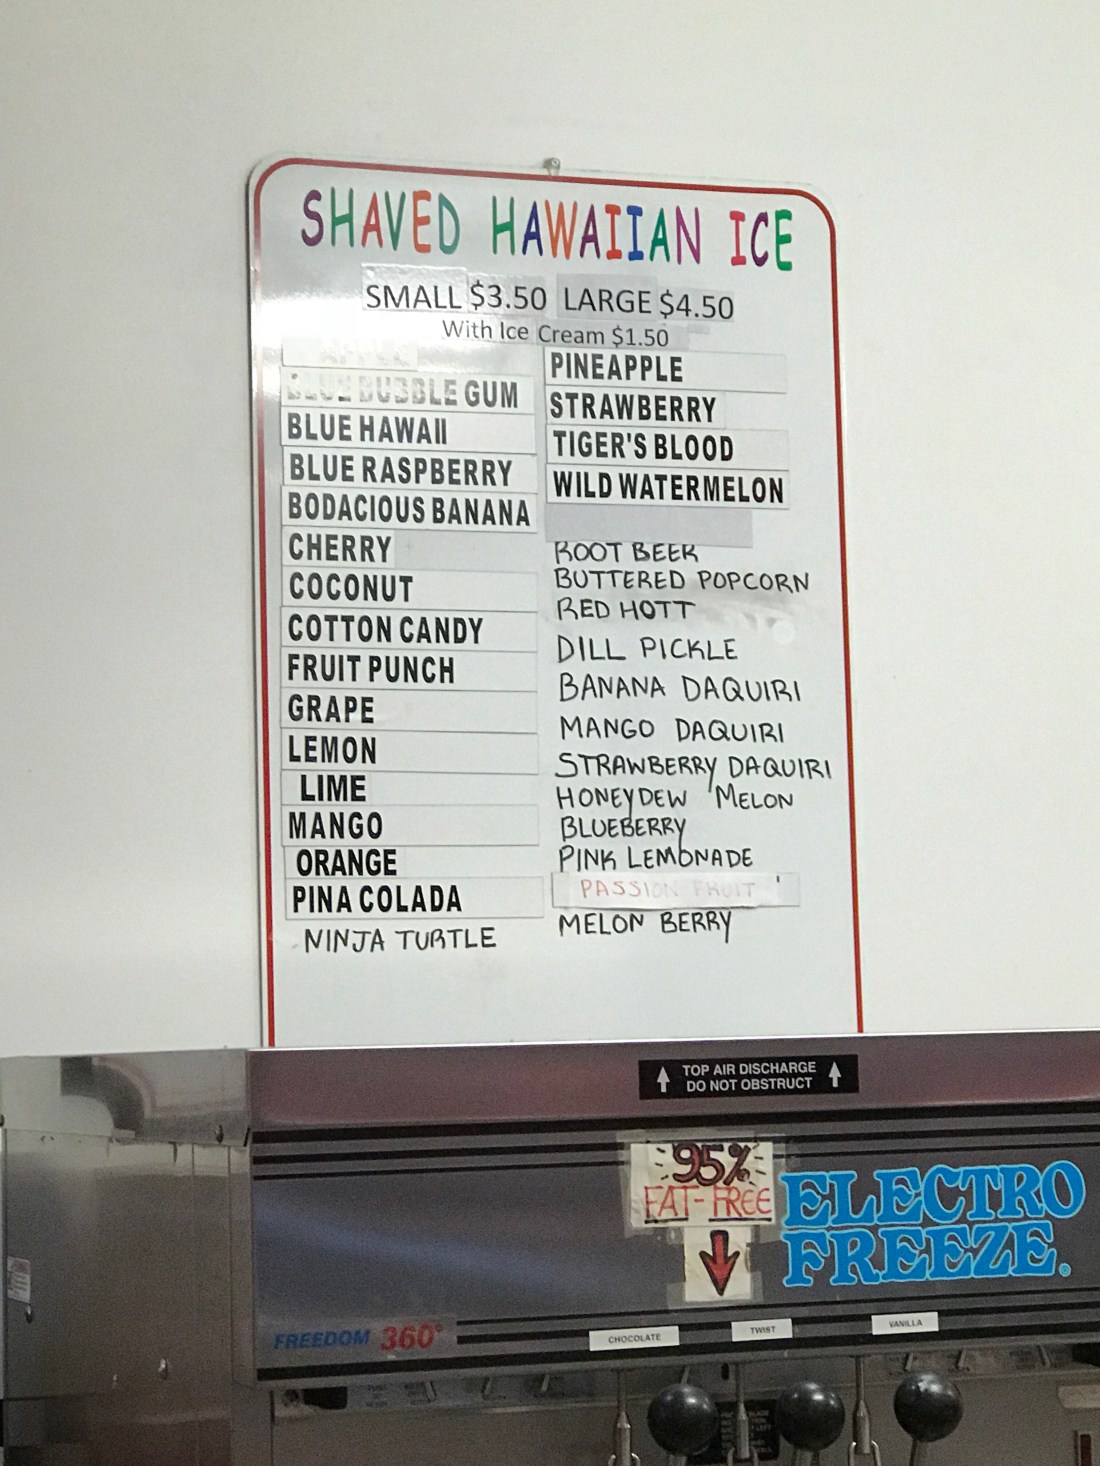 SHAVED HAWAIIAN ICE
SMALL $3.50 LARGE $4.50
With Ice Cream $1.50
APPLE
BLUE BUBBLE GUM
BLUE HAWAII
BLUE RASPBERRY
BODACIOUS BANANA
CHERRY
COCONUT
COTTON CANDY
FRUIT PUNCH
GRAPE
LEMON
LIME
MANGO
ORANGE
PINA COLADA
NINJA TURTLE
PINEAPPLE
STRAWBERRY
TIGER'S BLOOD
WILD WATERMELON
ROOT BEER
BUTTERED POPCORN
RED HOTT
DILL PICKLE
BANANA DAQUIRI
MANGO DAQUIRI
STRAWBERRY DAQUIRI
HONEYDEW MELON
BLUEBERRY
PINK LEMONADE
PASSION FRUIT
MELON BERRY
TOP AIR DISCHARGE
DO NOT OBSTRUCT
95%
FAT-FREE
ELECTRO
FREEZE.
FREEDOM 360°
CHOCOLATE
TWIST
VANILLA